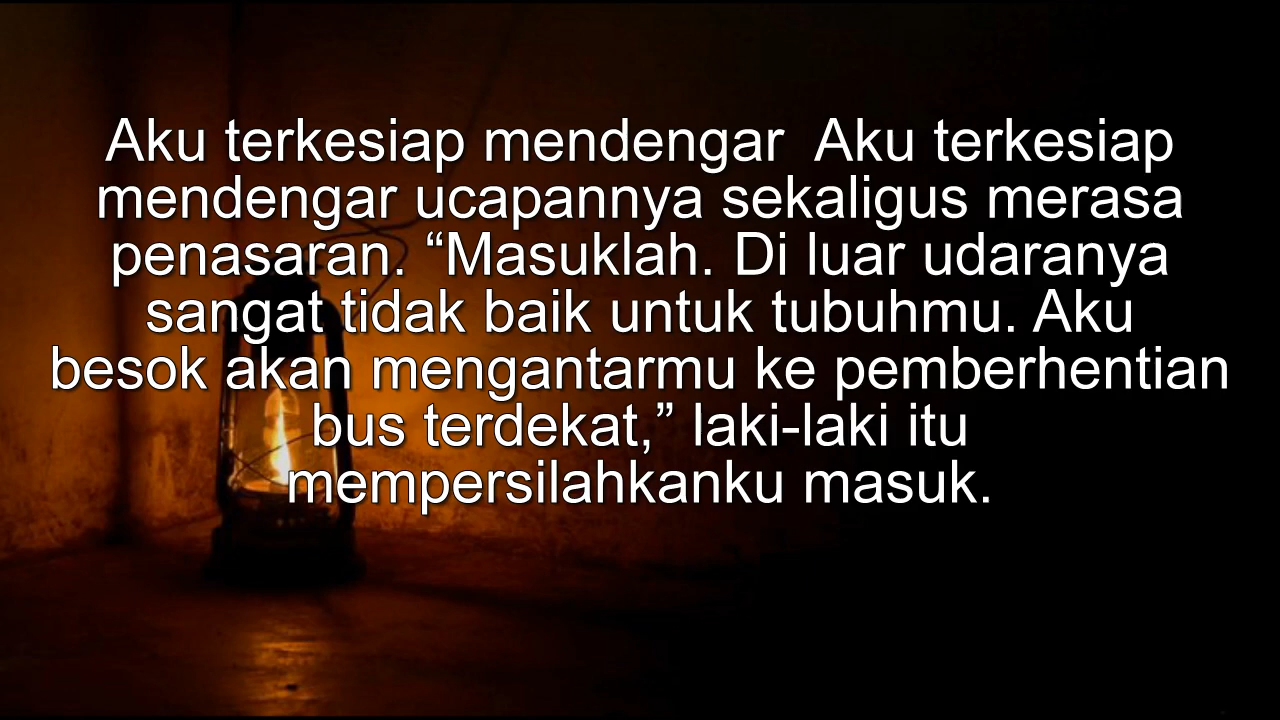 Aku terkesiap mendengar  Aku terkesiap
mendengar ucapannya sekaligus merasa
penasaran. “Masuklah. Di luar udaranya
sangat tidak baik untuk tubuhmu. Aku
besok akan mengantarmu ke pemberhentian
bus terdekat,” laki-laki itu
mempersilahkanku masuk.